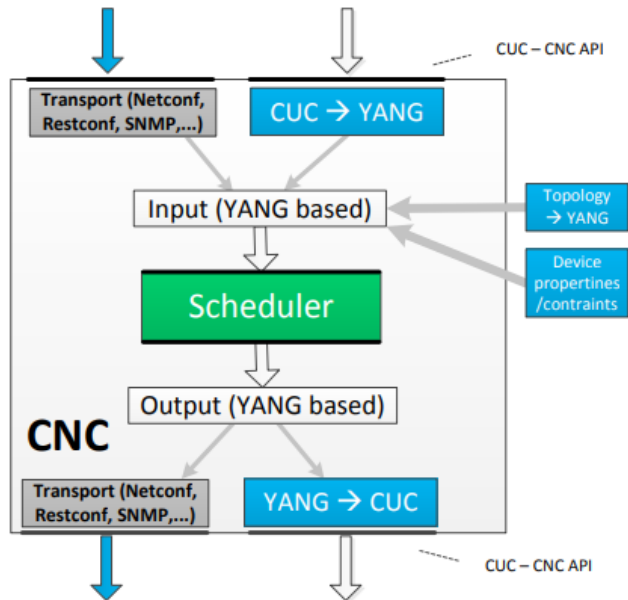 CUC – CNC API
Transport (Netconf,
Restconf, SNMP,...)
CUC → YANG
Input (YANG based)
Topology
→ YANG
Device
propertines
/contraints
Scheduler
Output (YANG based)
CNC
Transport (Netconf,
Restconf, SNMP,...)
YANG → CUC
CUC – CNC API